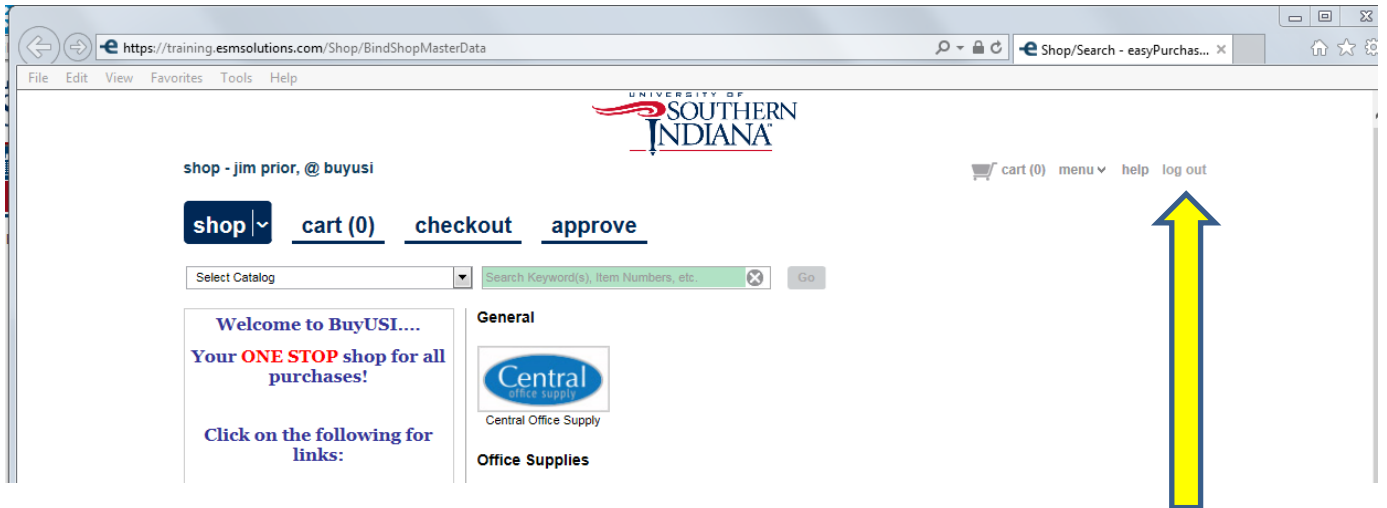 https://training.esmsolutions.com/Shop/BindShopMasterData
Shop/Search - easyPurchas...
File Edit View Favorites Tools Help
UNIVERSITY OF
SOUTHERN
INDIANA
shop - jim prior, @ buyusi
cart (0) menu help log out
shop cart (0) checkout approve
Select Catalog Search Keyword(s), Item Numbers, etc. Go
Welcome to BuyUSI....
Your ONE STOP shop for all
purchases!
Click on the following for
links:
General
Central
office supply
Central Office Supply
Office Supplies